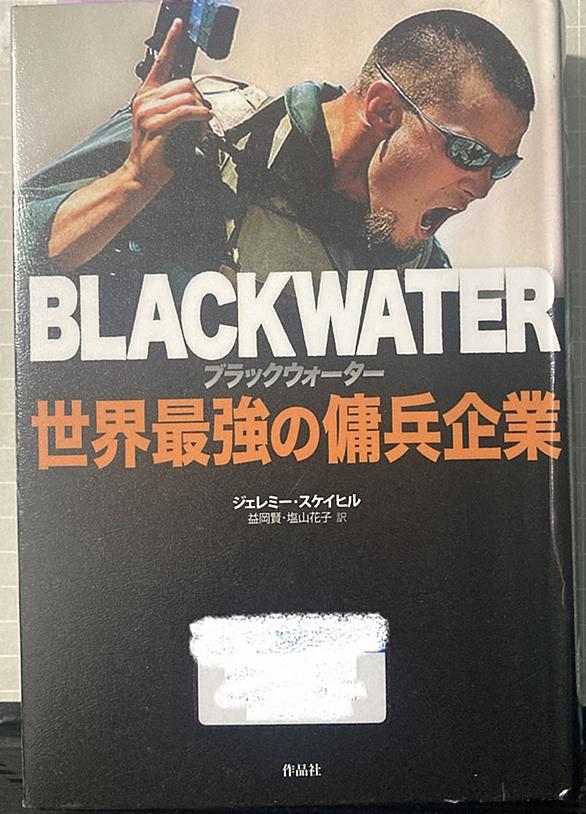 BLACKWATER
ブラックウォーター
世界最強の傭兵企業
ジェレミー・スケイヒル
益岡賢・塩山花子 訳
作品社